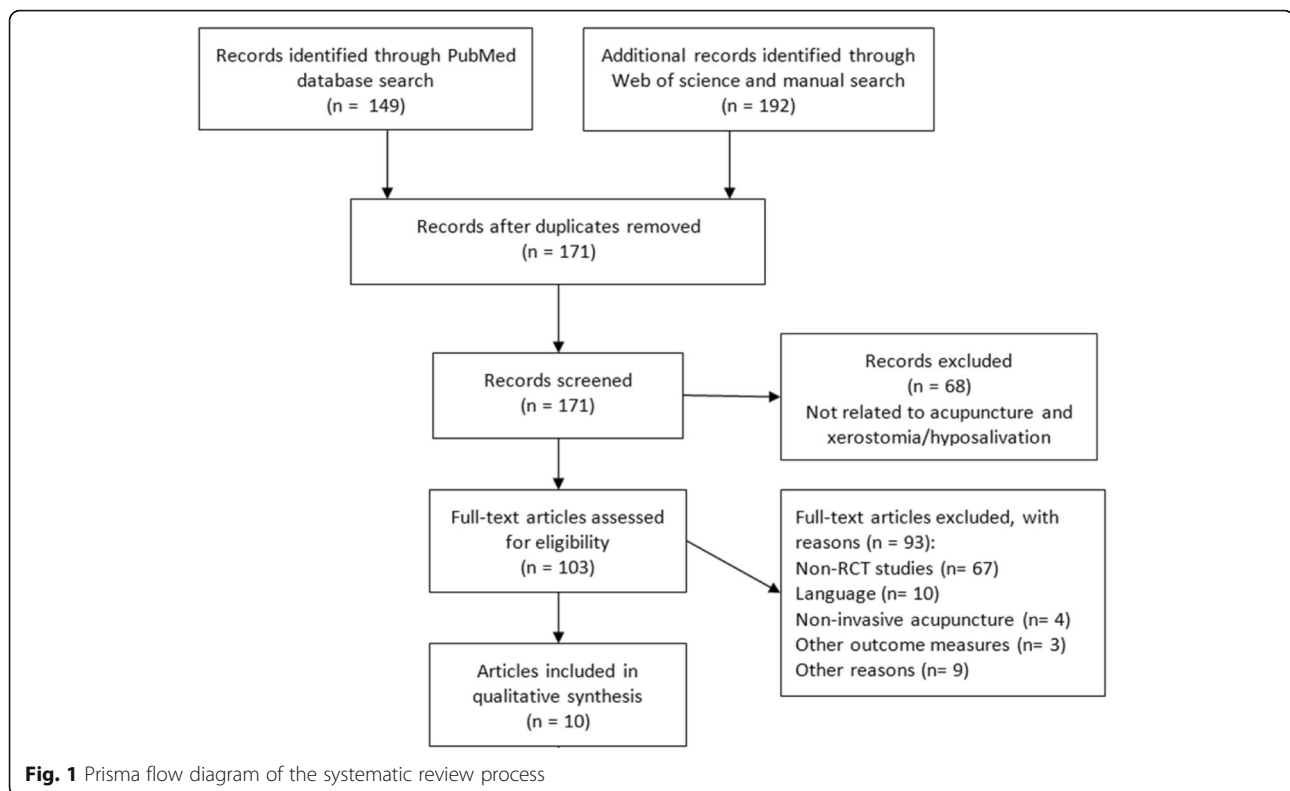 Records identified through PubMed
database search
(n = 149)
Additional records identified through
Web of science and manual search
(n = 192)
Records after duplicates removed
(n = 171)
Records screened
(n = 171)
Records excluded
(n = 68)
Not related to acupuncture and
xerostomia/hyposalivation
Full-text articles assessed
for eligibility
(n = 103)
Full-text articles excluded, with
reasons (n = 93):
Non-RCT studies (n= 67)
Language (n= 10)
Non-invasive acupuncture (n= 4)
Other outcome measures (n= 3)
Other reasons (n= 9)
Articles included in
qualitative synthesis
(n = 10)
Fig. 1 Prisma flow diagram of the systematic review process